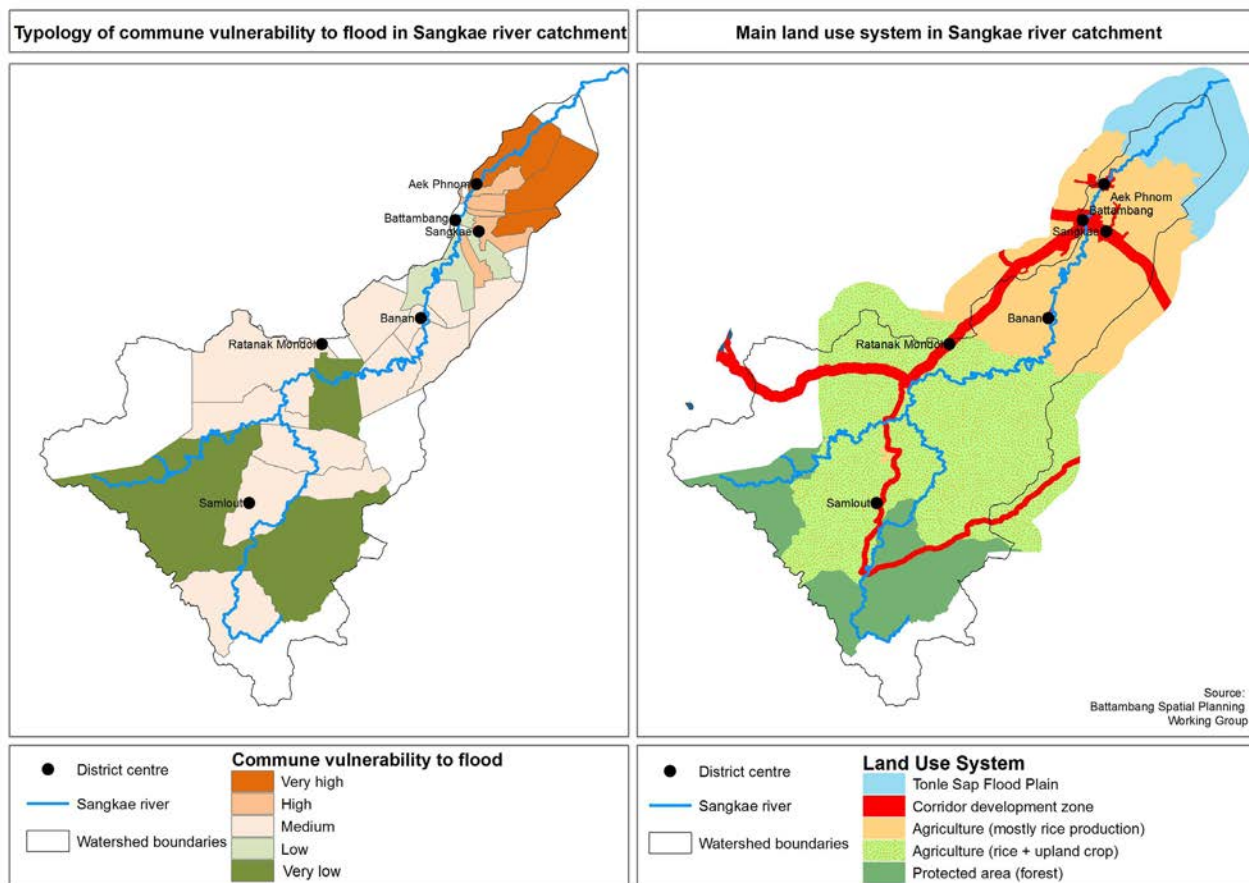 Typology of commune vulnerability to flood in Sangkae river catchment
Aek Phnom
Battambang
Sangkae
Banan
Ratanak Mondol
Samlout
District centre
Sangkae river
Watershed boundaries
Commune vulnerability to flood
Very high
High
Medium
Low
Very low
Main land use system in Sangkae river catchment
Aek Phnom
Battambang
Sangkae
Banan
Ratanak Mondol
Samlout
Source:
Battambang Spatial Planning
Working Group
District centre
Sangkae river
Watershed boundaries
Land Use System
Tonle Sap Flood Plain
Corridor development zone
Agriculture (mostly rice production)
Agriculture (rice + upland crop)
Protected area (forest)